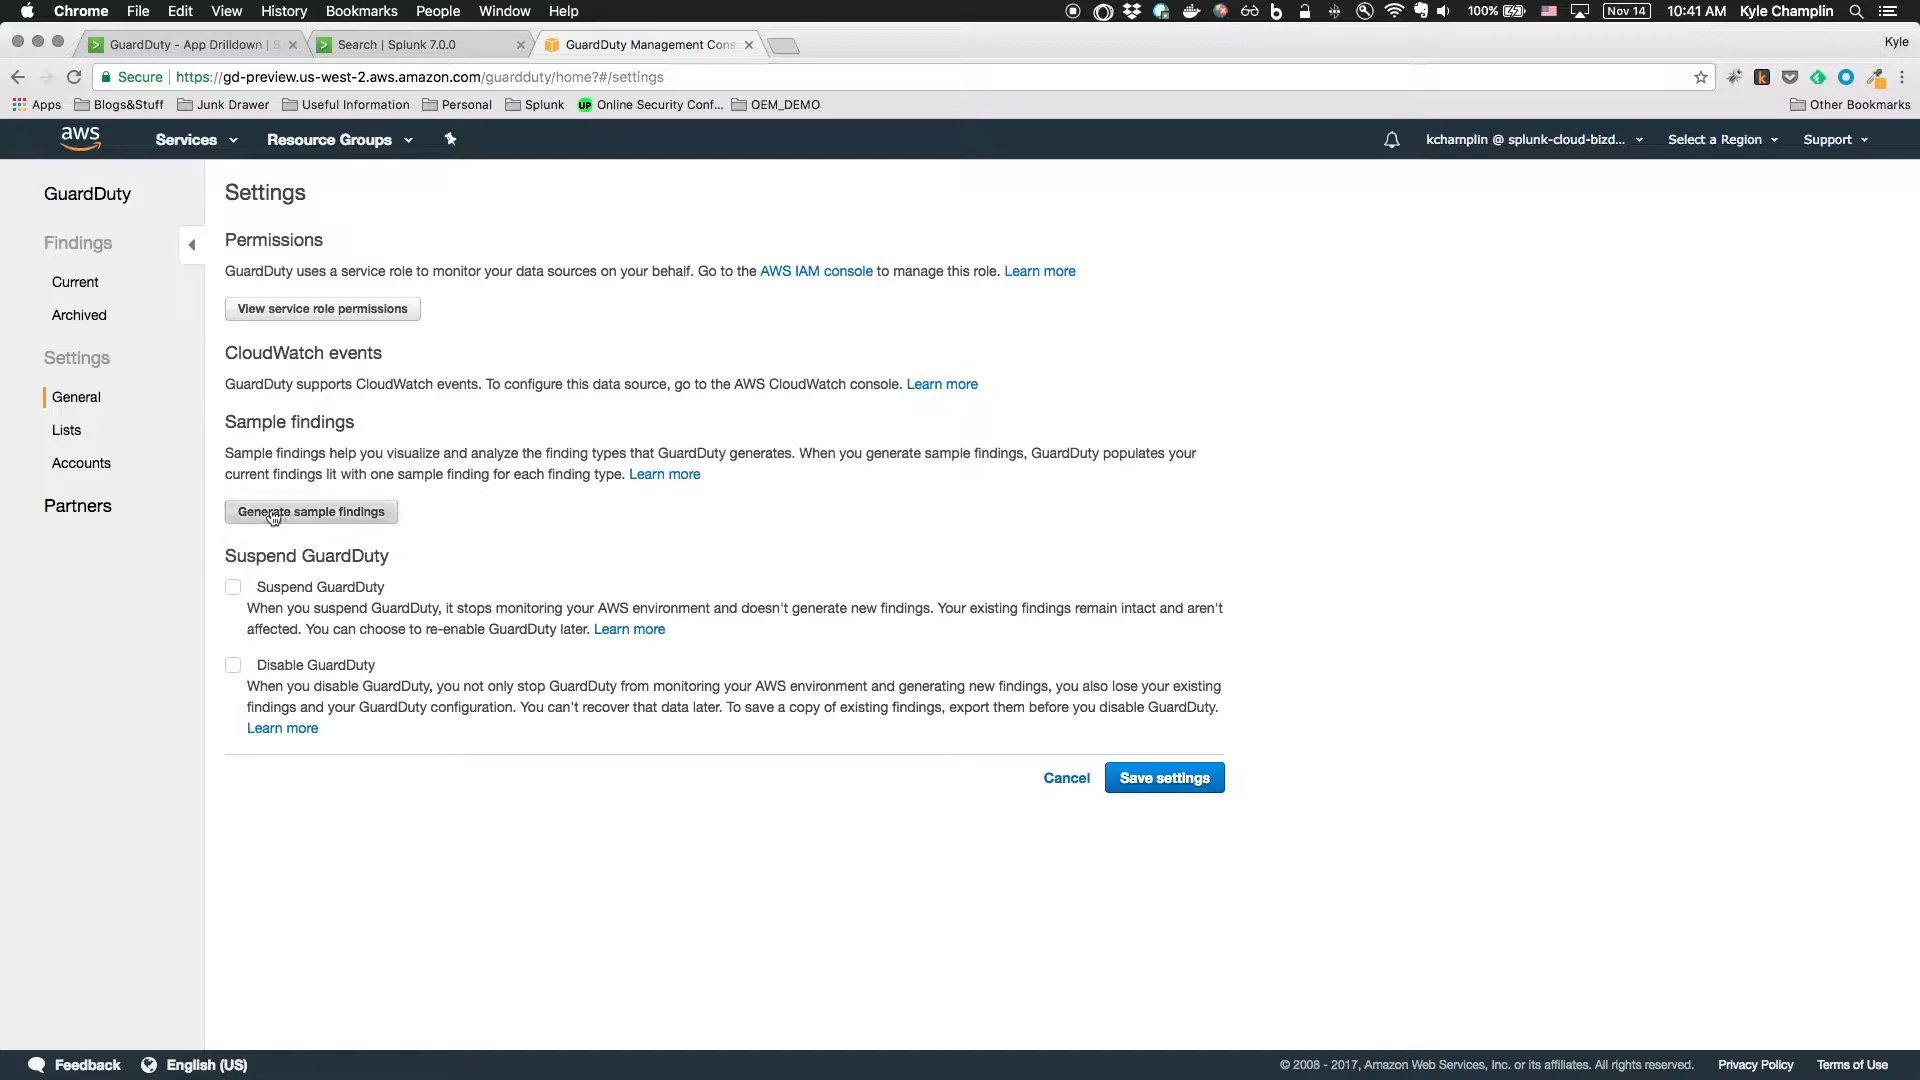 Chrome File Edit View History Bookmarks People Window Help 100% Nov 14 10:41 AM Kyle Champlin
GuardDuty - App Drilldown | S Search | Splunk 7.0.0 GuardDuty Management Cons Kyle
Secure https://gd-preview.us-west-2.aws.amazon.com/guardduty/home?#/settings
Apps Blogs&Stuff Junk Drawer Useful Information Personal Splunk UP Online Security Conf... OEM_DEMO Other Bookmarks
aws Services Resource Groups kchamplin @ splunk-cloud-bizd... Select a Region Support
GuardDuty
Findings
Current
Archived
Settings
General
Lists
Accounts
Partners
Settings
Permissions
GuardDuty uses a service role to monitor your data sources on your behalf. Go to the AWS IAM console to manage this role. Learn more
View service role permissions
CloudWatch events
GuardDuty supports CloudWatch events. To configure this data source, go to the AWS CloudWatch console. Learn more
Sample findings
Sample findings help you visualize and analyze the finding types that GuardDuty generates. When you generate sample findings, GuardDuty populates your
current findings lit with one sample finding for each finding type. Learn more
Generate sample findings
Suspend GuardDuty
Suspend GuardDuty
When you suspend GuardDuty, it stops monitoring your AWS environment and doesn't generate new findings. Your existing findings remain intact and aren't
affected. You can choose to re-enable GuardDuty later. Learn more
Disable GuardDuty
When you disable GuardDuty, you not only stop GuardDuty from monitoring your AWS environment and generating new findings, you also lose your existing
findings and your GuardDuty configuration. You can't recover that data later. To save a copy of existing findings, export them before you disable GuardDuty.
Learn more
Cancel Save settings
Feedback English (US) © 2008 - 2017, Amazon Web Services, Inc. or its affiliates. All rights reserved. Privacy Policy Terms of Use